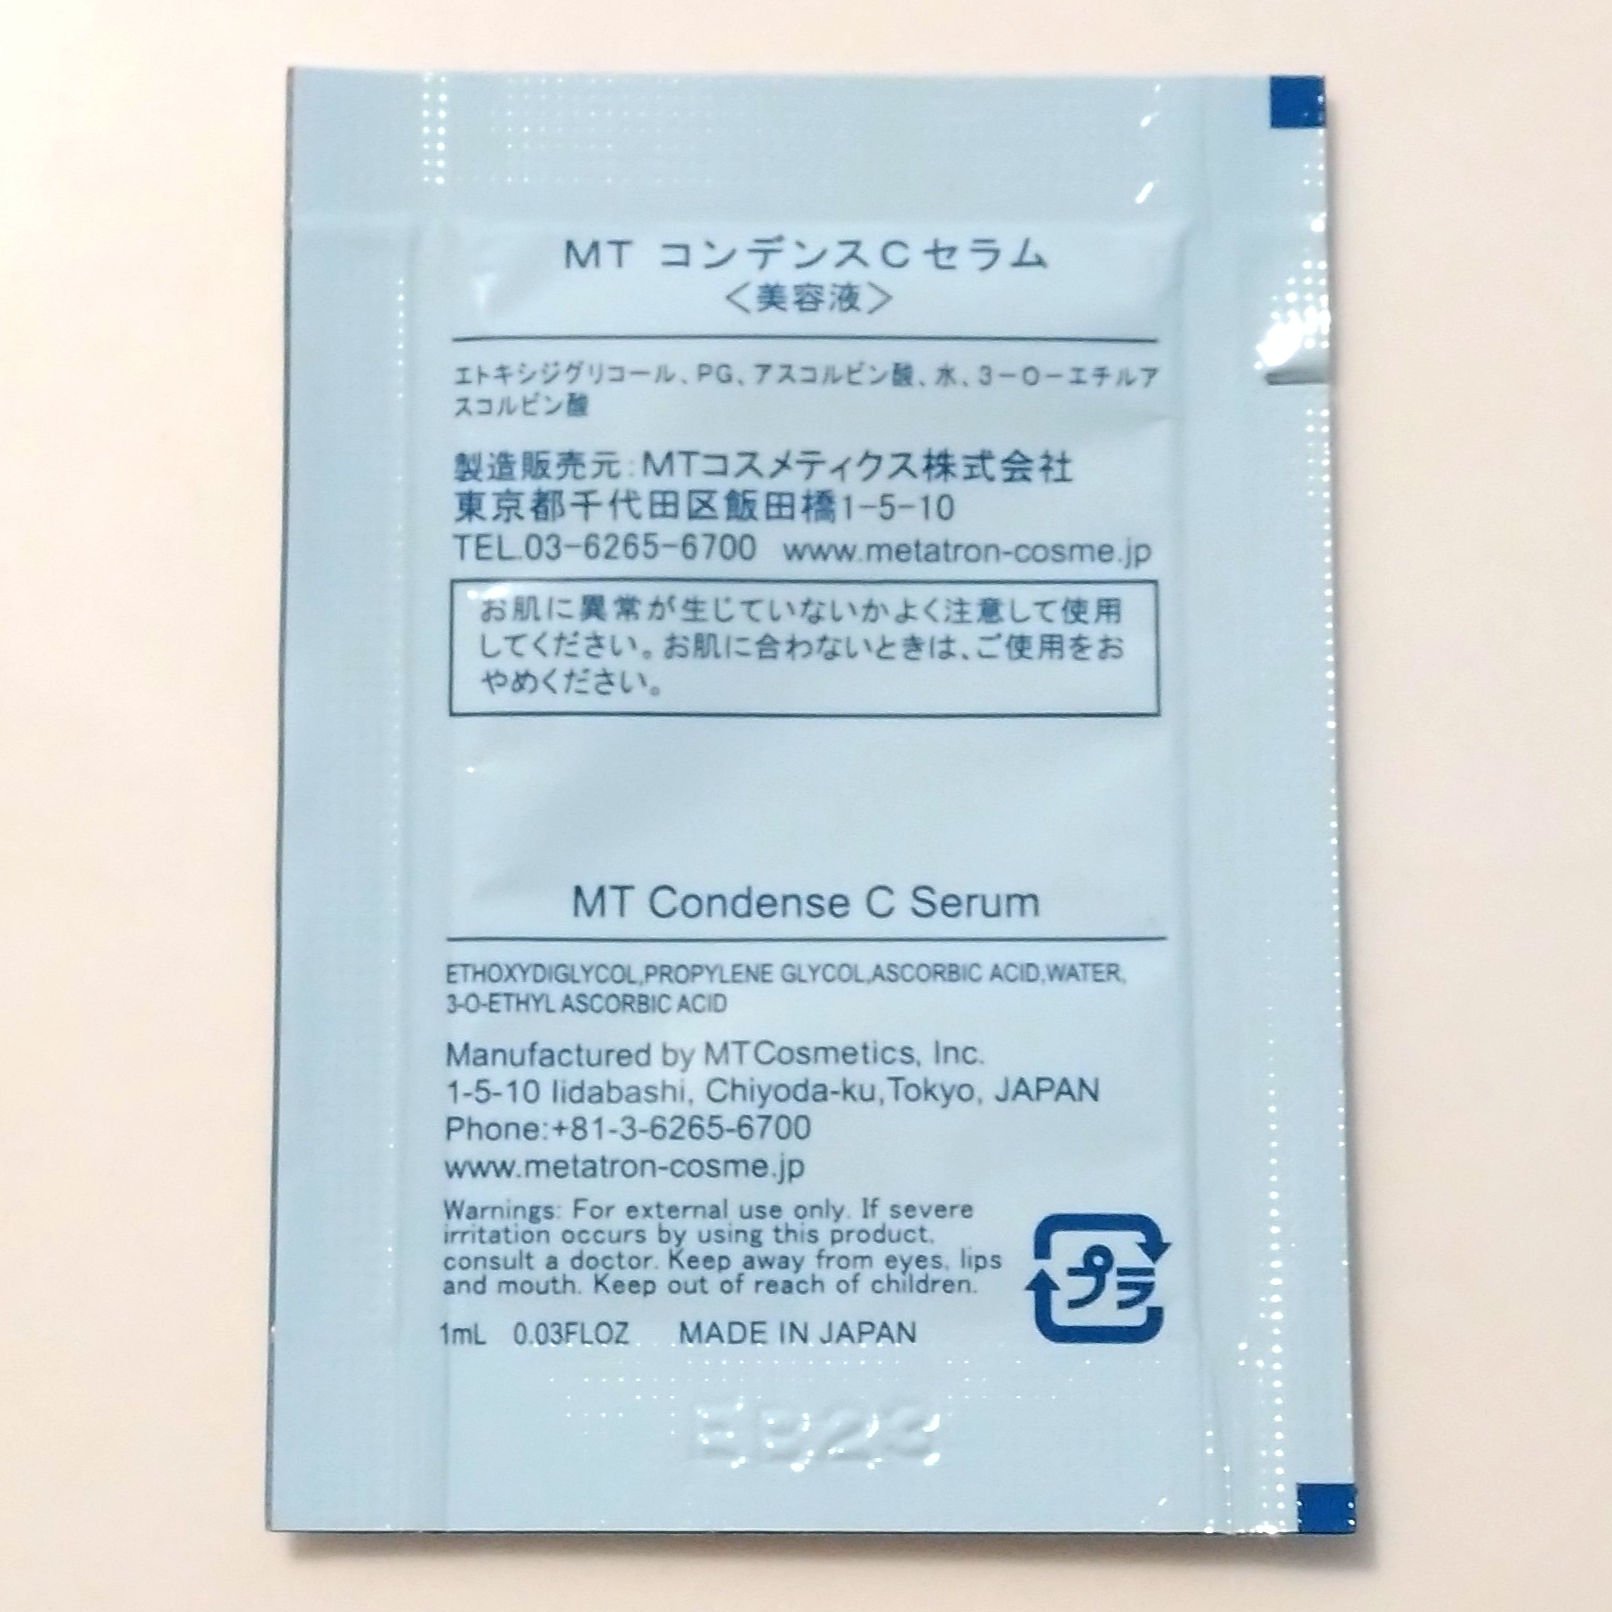 MT コンデンスCセラム
<美容液>
エトキシジグリコール、PG、アスコルビン酸、水、3-O-エチルア
スコルビン酸
製造販売元:MTコスメティクス株式会社
東京都千代田区飯田橋1-5-10
TEL.03-6265-6700 www.metatron-cosme.jp
お肌に異常が生じていないかよく注意して使用
してください。お肌に合わないときは、ご使用をお
やめください。
MT Condense C Serum
ETHOXYDIGLYCOL,PROPYLENE GLYCOL,ASCORBIC ACID,WATER,
3-O-ETHYL ASCORBIC ACID
Manufactured by MTCosmetics, Inc.
1-5-10 Iidabashi, Chiyoda-ku,Tokyo, JAPAN
Phone:+81-3-6265-6700
www.metatron-cosme.jp
Warnings: For external use only. If severe
irritation occurs by using this product,
consult a doctor. Keep away from eyes, lips
and mouth. Keep out of reach of children.
プラ
1mL 0.03FLOZ MADE IN JAPAN